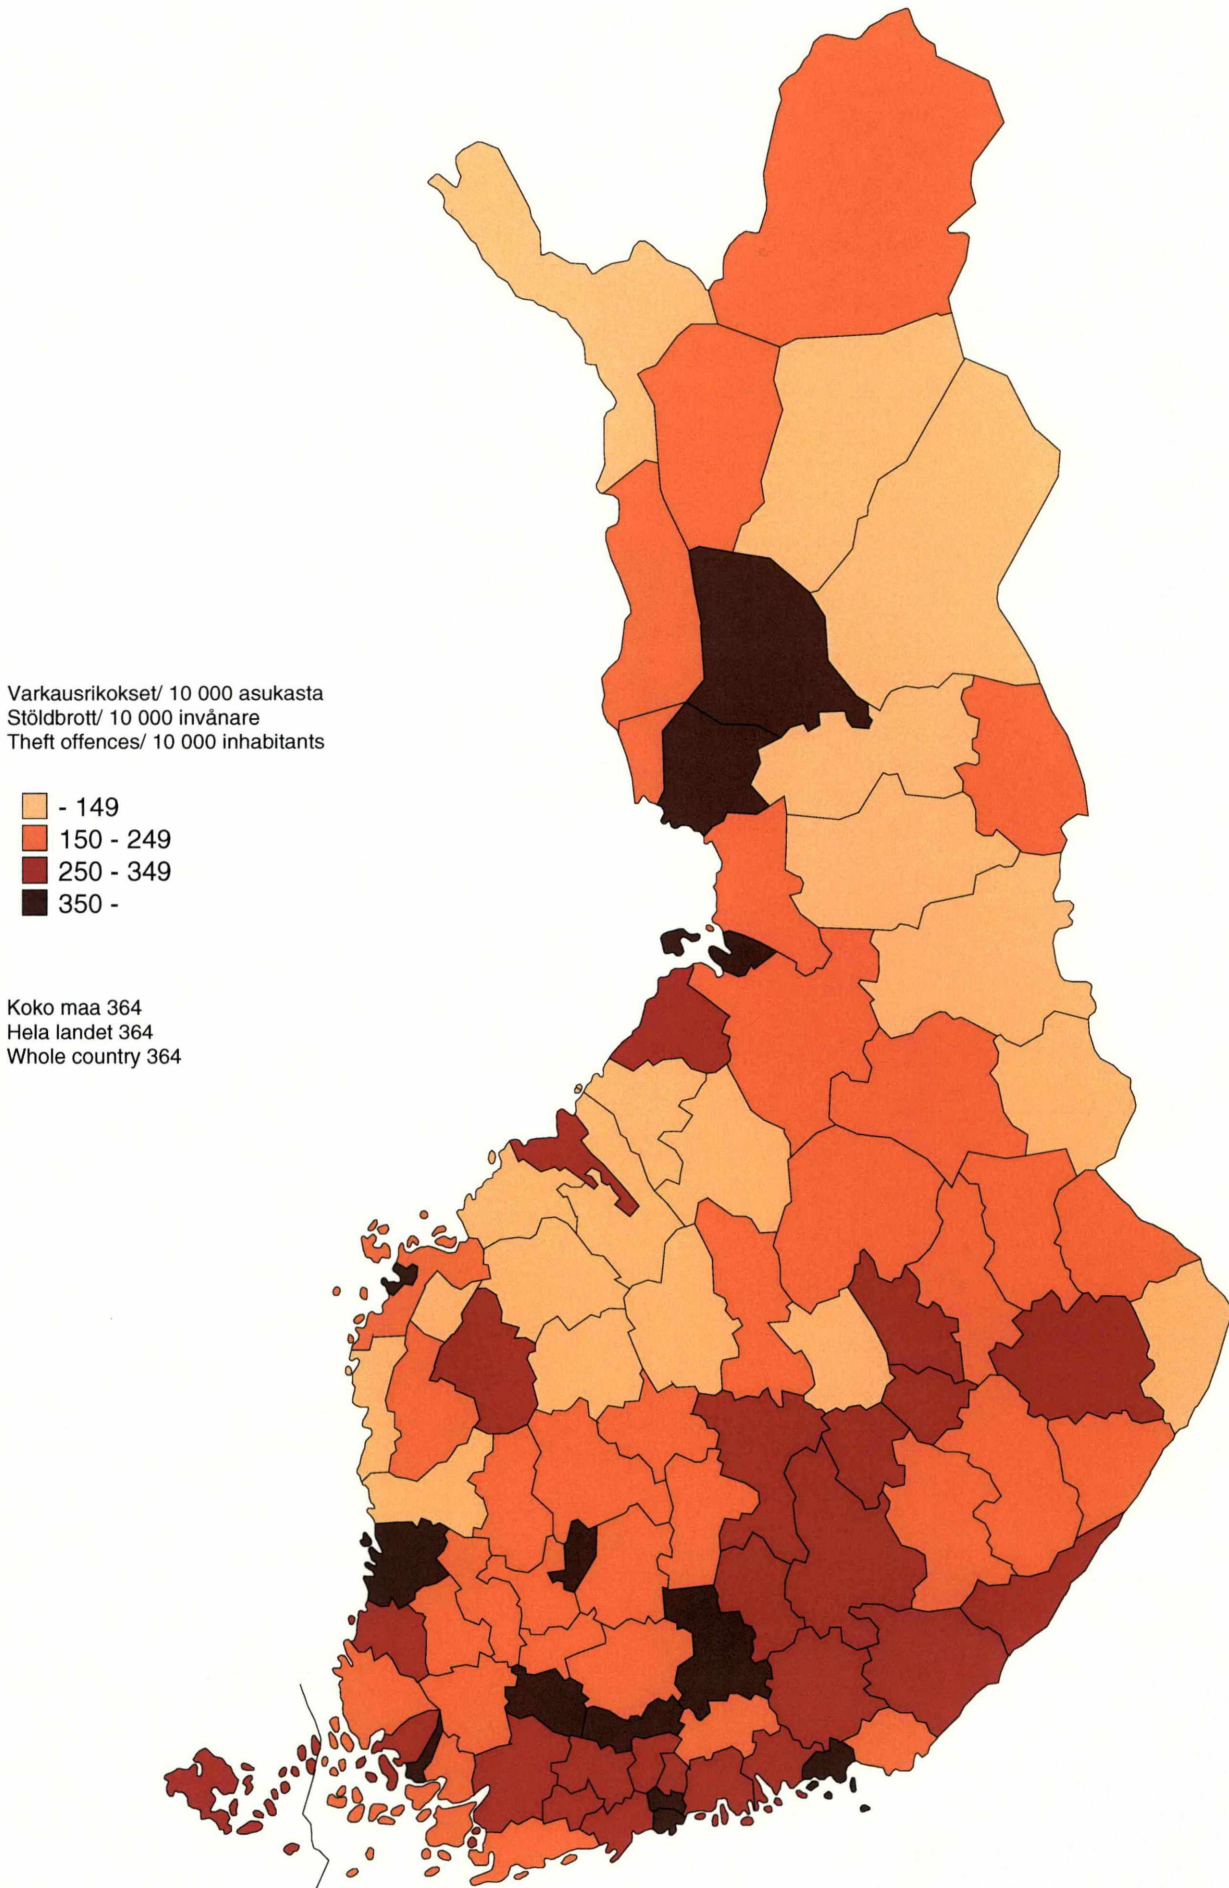 Varkausrikokset/ 10 000 asukasta
Stöldbrott/ 10 000 invånare
Theft offences/ 10 000 inhabitants
- 149
150 - 249
250 - 349
350 -
Koko maa 364
Hela landet 364
Whole country 364